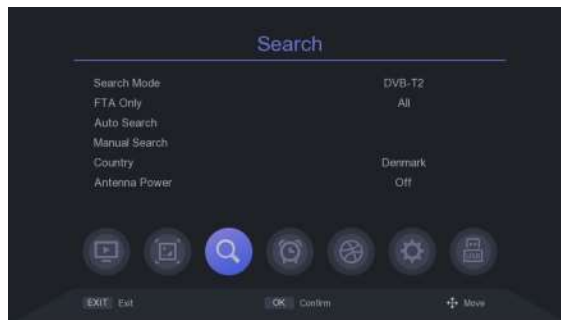 Search
Search Mode DVB-T2
FTA Only All
Auto Search
Manual Search
Country Denmark
Antenna Power Off
USB
EXIT Exit OK Confirm Move